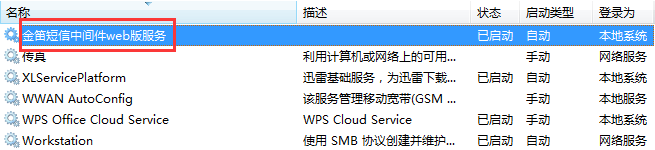 名称 描述 状态 启动类型 登录为
金笛短信中间件web版服务 已启动 自动 本地系统
传真 利用计算机或网络上的可用... 手动 网络服务
XLServicePlatform 迅雷基础服务，为迅雷下载... 已启动 自动 本地系统
WWAN AutoConfig 该服务管理移动宽带(GSM ... 手动 本地服务
WPS Office Cloud Service WPS Cloud Service 已启动 手动 本地系统
Workstation 使用 SMB 协议创建并维护... 已启动 自动 网络服务